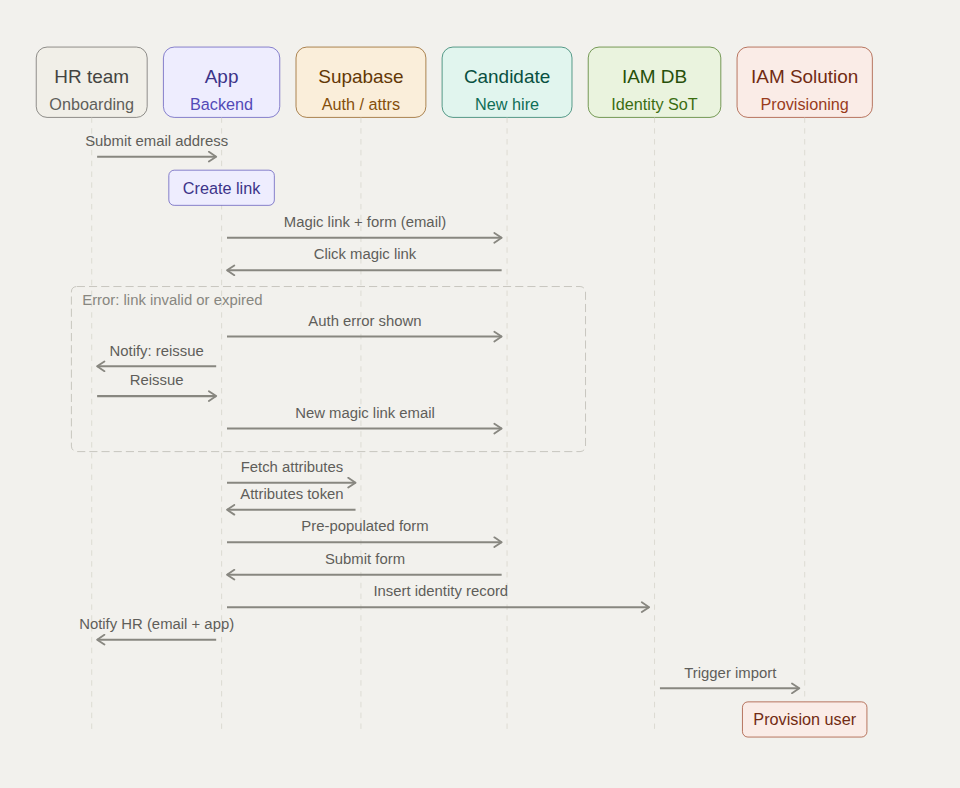 HR team
Onboarding
App
Backend
Supabase
Auth / attrs
Candidate
New hire
IAM DB
Identity SoT
IAM Solution
Provisioning
Submit email address
Create link
Magic link + form (email)
Click magic link
Error: link invalid or expired
Auth error shown
Notify: reissue
Reissue
New magic link email
Fetch attributes
Attributes token
Pre-populated form
Submit form
Insert identity record
Notify HR (email + app)
Trigger import
Provision user